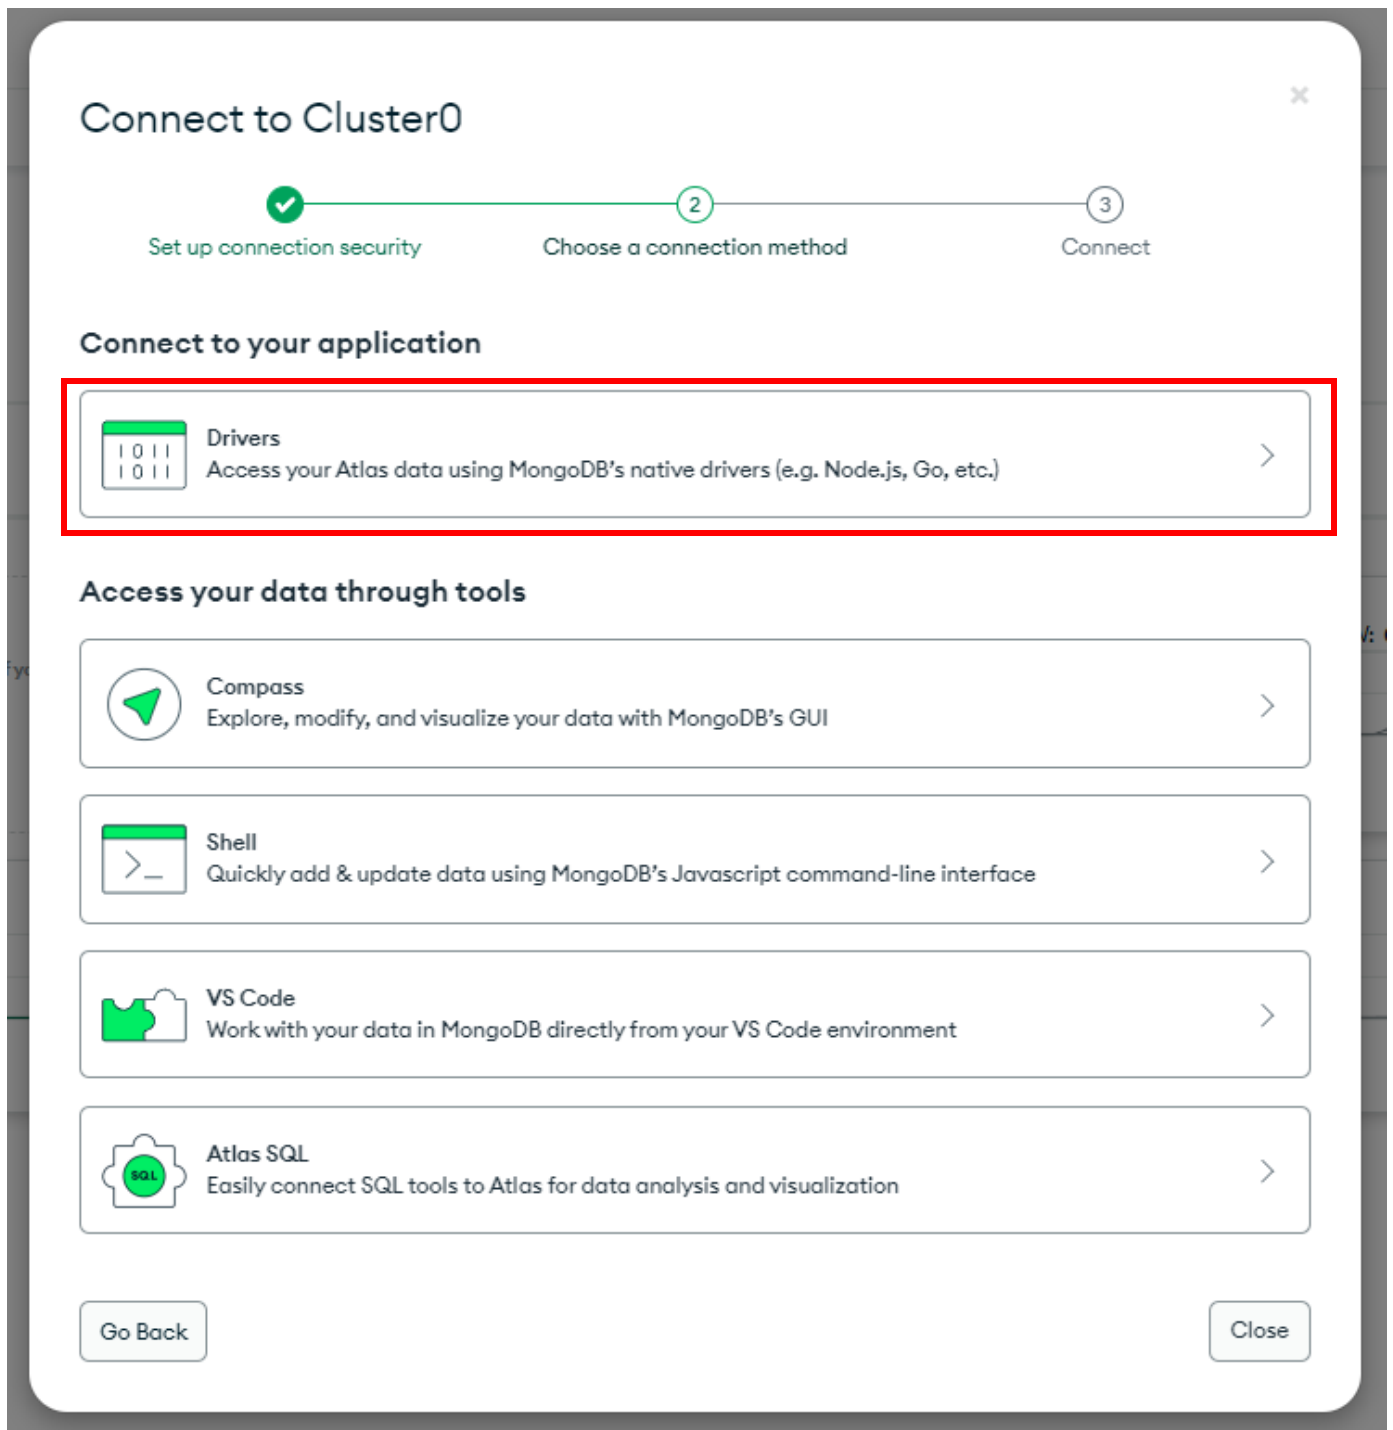 Connect to Cluster0
×
2
3
Set up connection security
Choose a connection method
Connect
Connect to your application
1011
1011
Drivers
Access your Atlas data using MongoDB's native drivers (e.g. Node.js, Go, etc.)
Access your data through tools
Compass
Explore, modify, and visualize your data with MongoDB's GUI
>_
Shell
Quickly add & update data using MongoDB's Javascript command-line interface
VS Code
Work with your data in MongoDB directly from your VS Code environment
SQL
Atlas SQL
Easily connect SQL tools to Atlas for data analysis and visualization
Go Back
Close